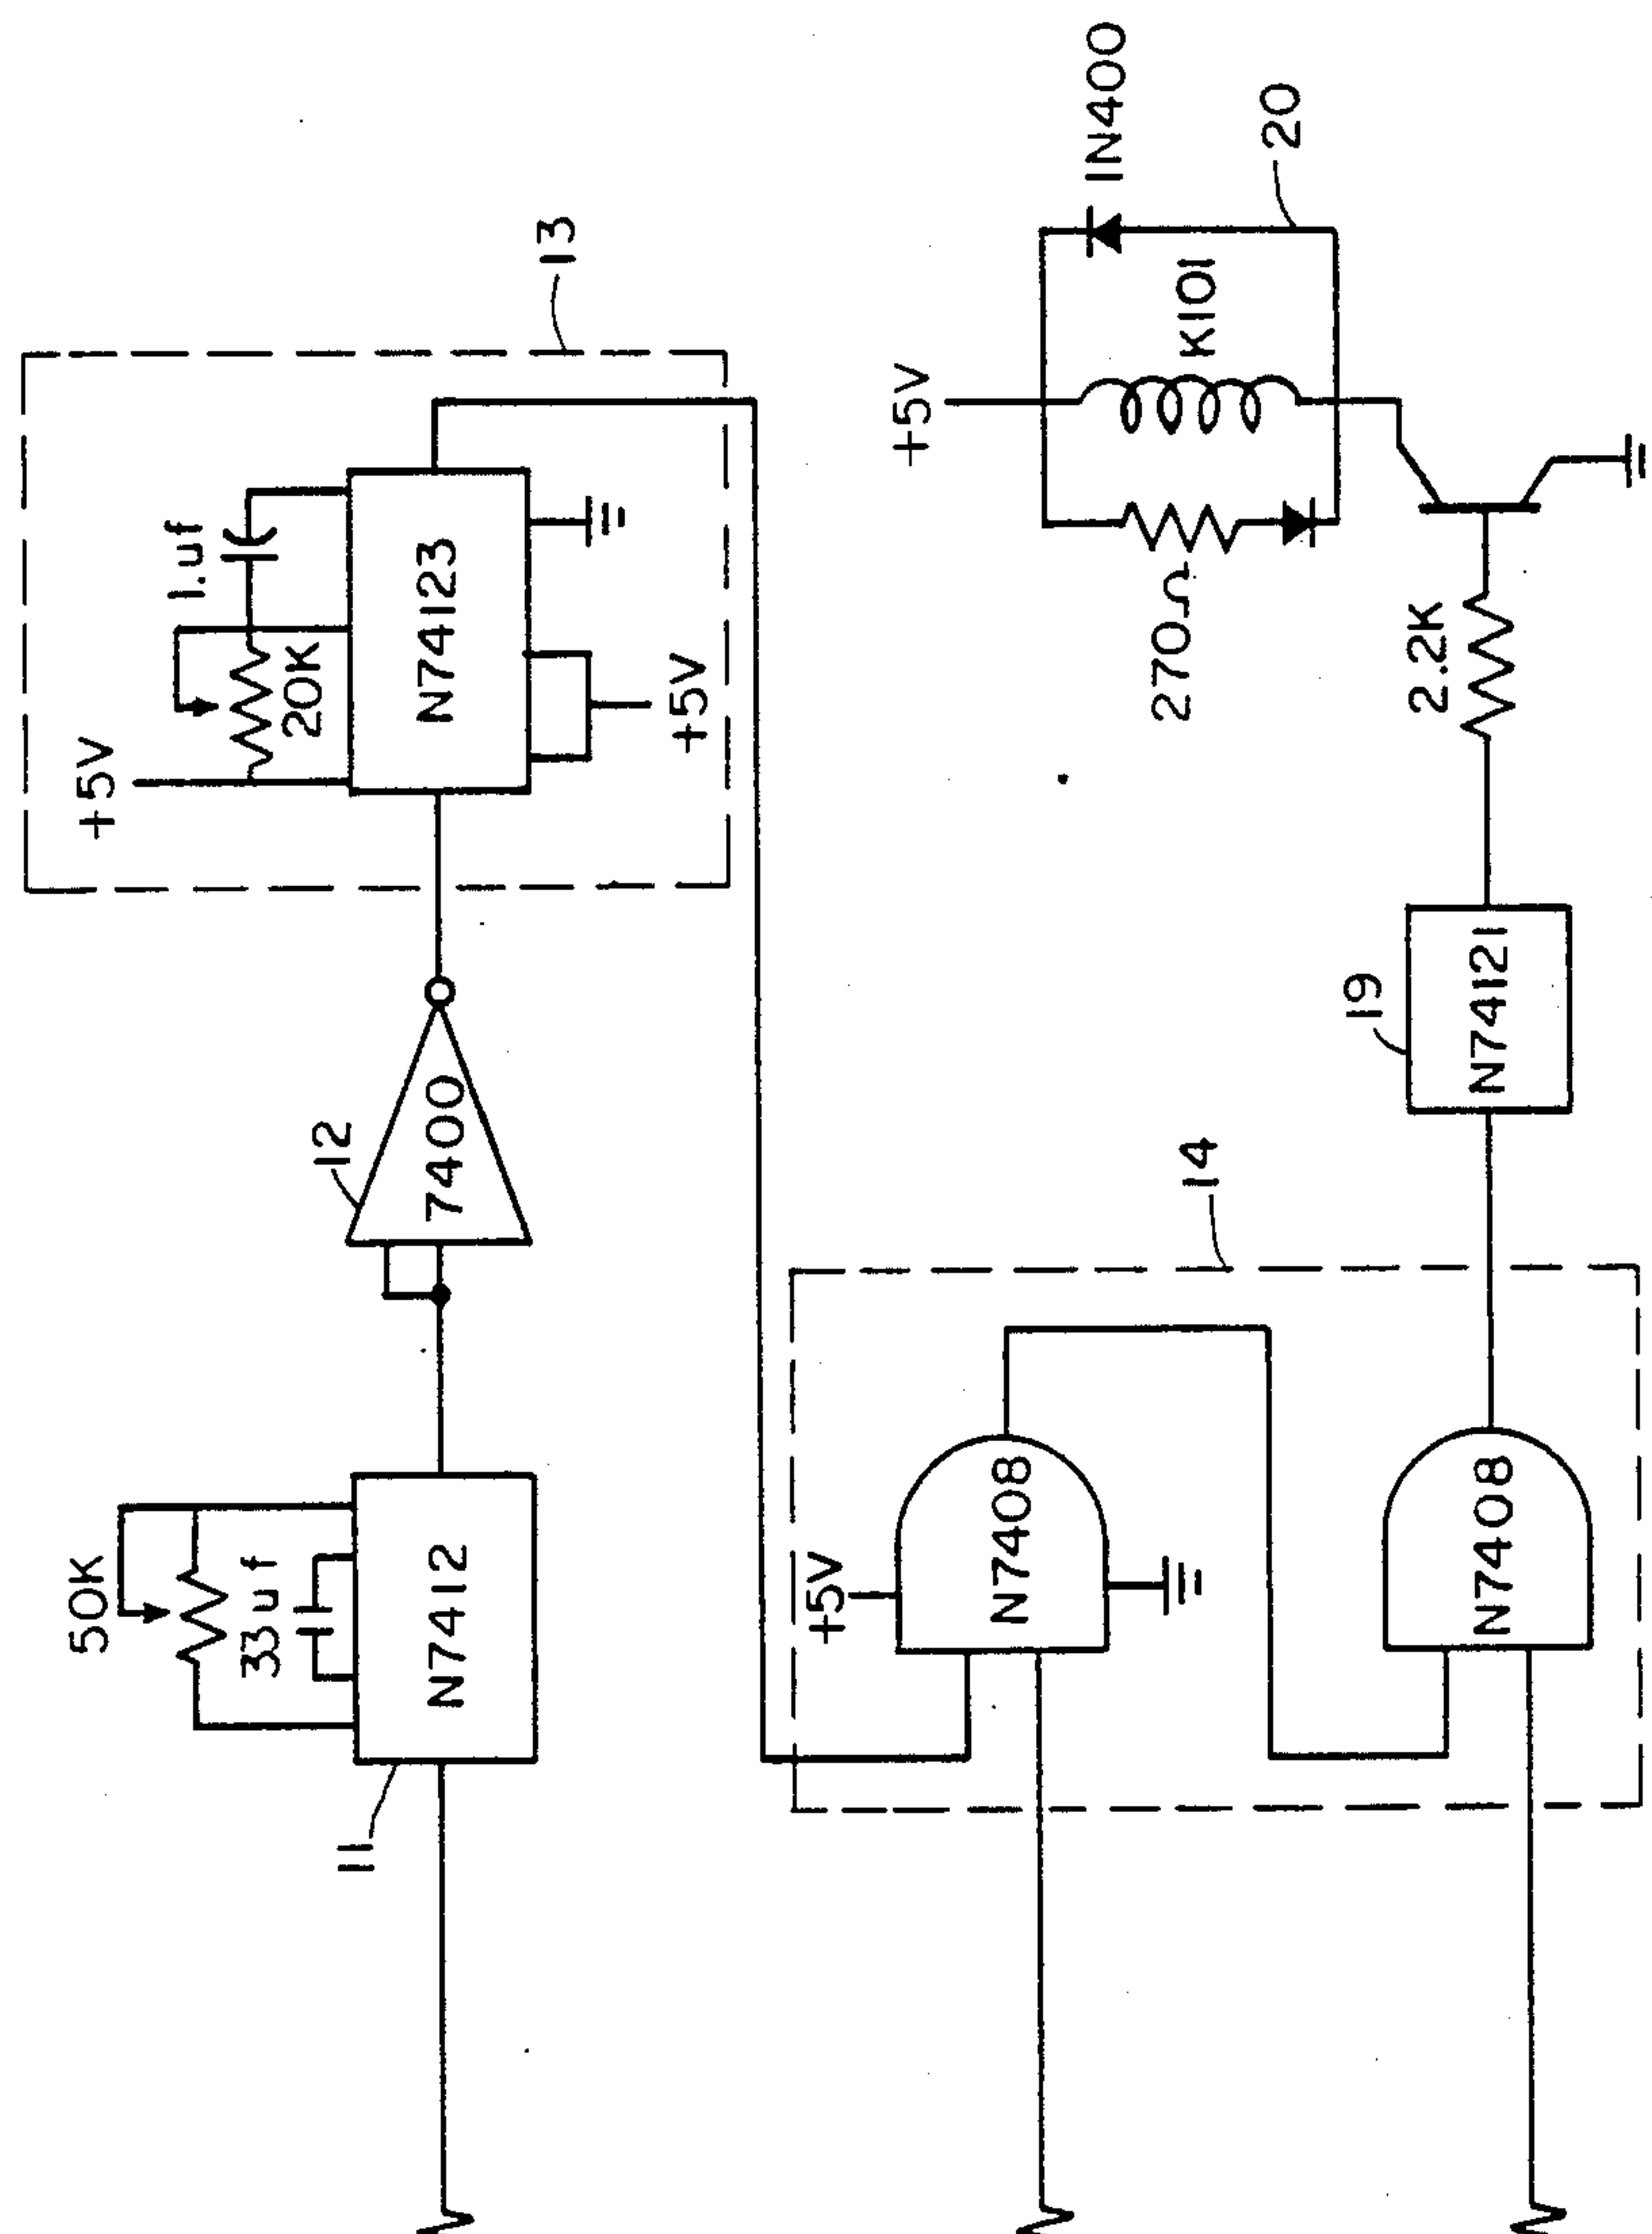 50K
33uf
N7412
11
12
7400
+5V
20K
1.uf
N74123
+5V
13
+5V
N7408
14
N7408
19
N74121
2.2K
+5V
270Ω
K101
1N400
20